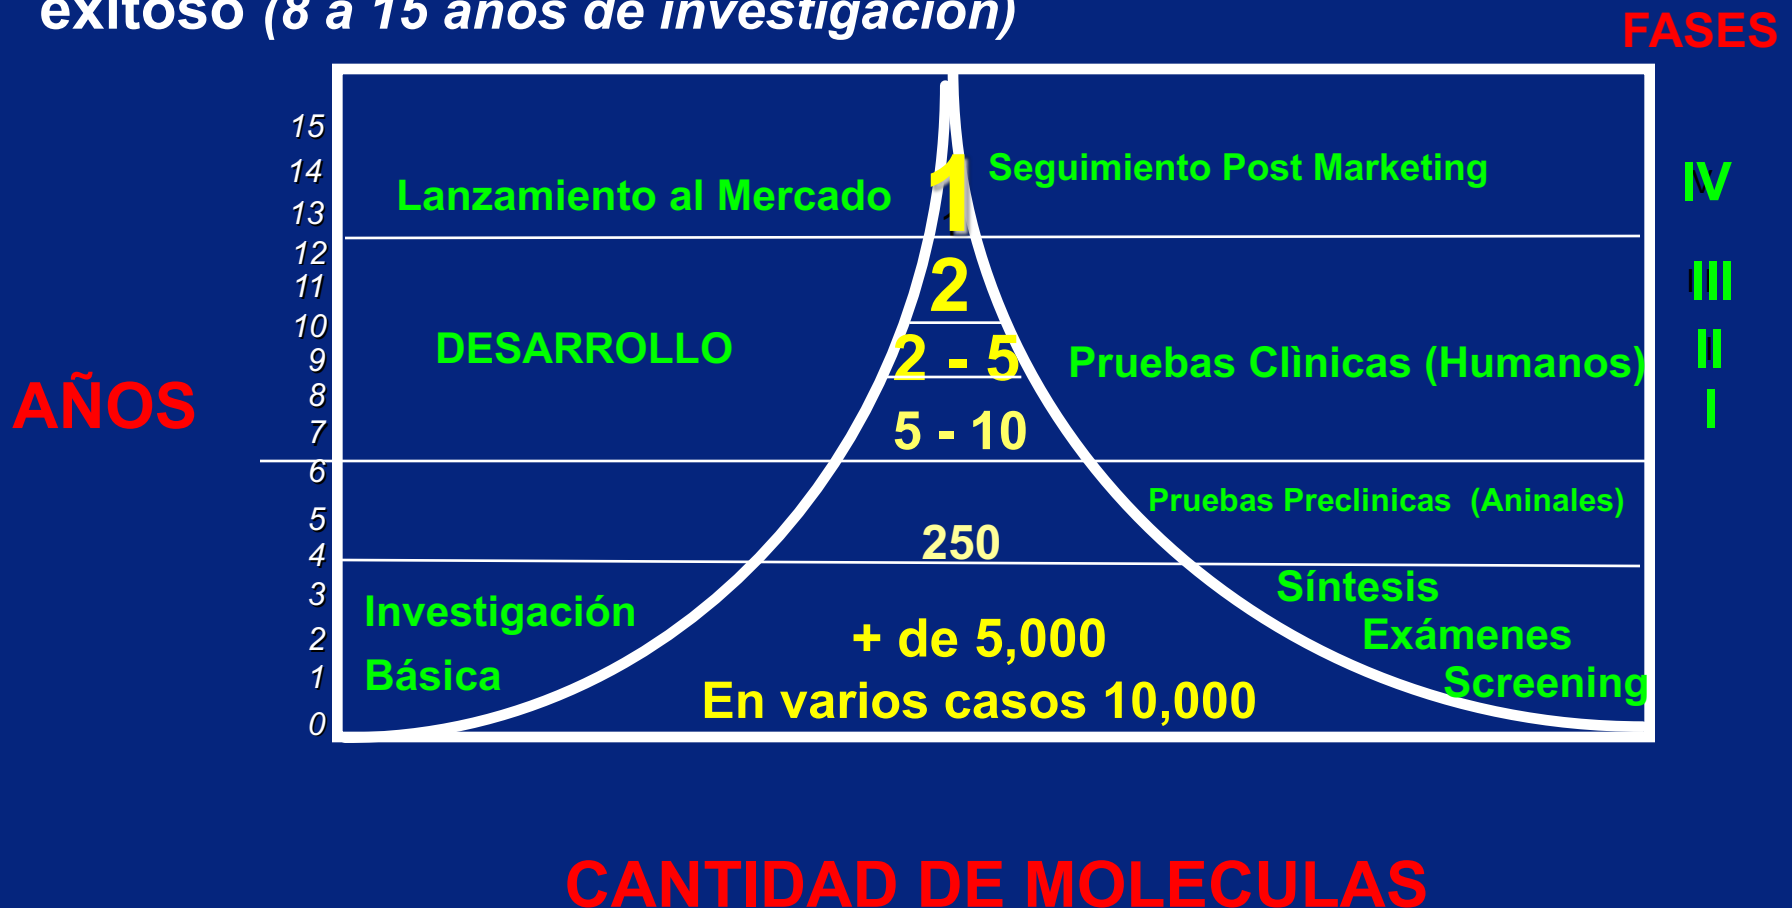 exitoso (8 a 15 años de investigación)
FASES
15
14
13
12
11
10
9
8
7
6
5
4
3
2
1
0
AÑOS
Lanzamiento al Mercado
1
Seguimiento Post Marketing
IV
2
III
DESARROLLO
2 - 5
Pruebas Clìnicas (Humanos)
II
I
5 - 10
Pruebas Preclinicas (Aninales)
250
Investigación
Básica
+ de 5,000
En varios casos 10,000
Síntesis
Exámenes
Screening
CANTIDAD DE MOLECULAS